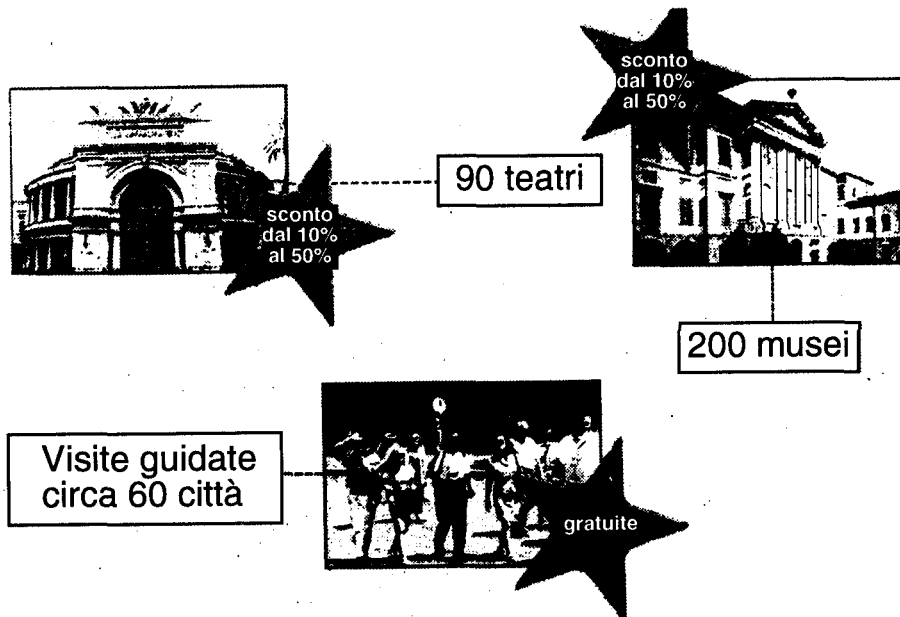 sconto
dal 10%
al 50%
90 teatri
sconto
dal 10%
al 50%
200 musei
Visite guidate
circa 60 città
gratuite